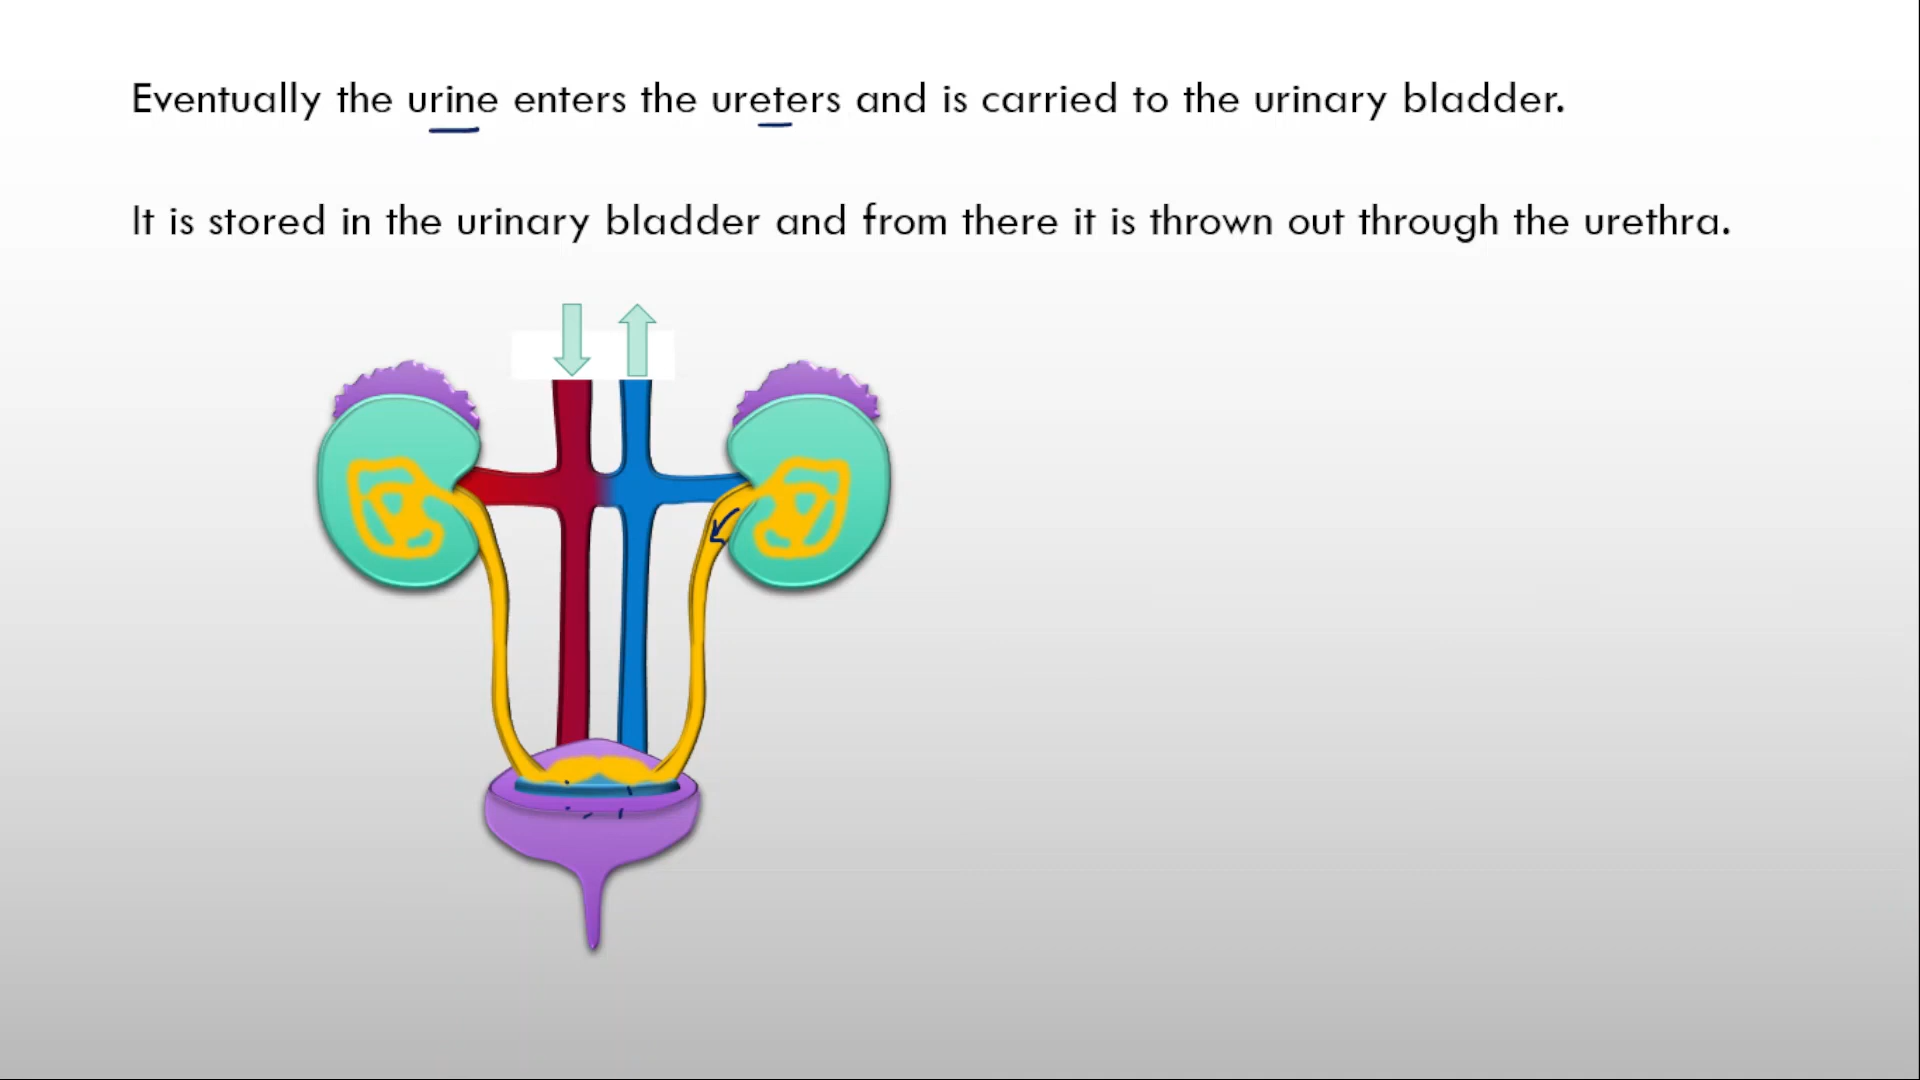 Eventually the urine enters the ureters and is carried to the urinary bladder.
It is stored in the urinary bladder and from there it is thrown out through the urethra.